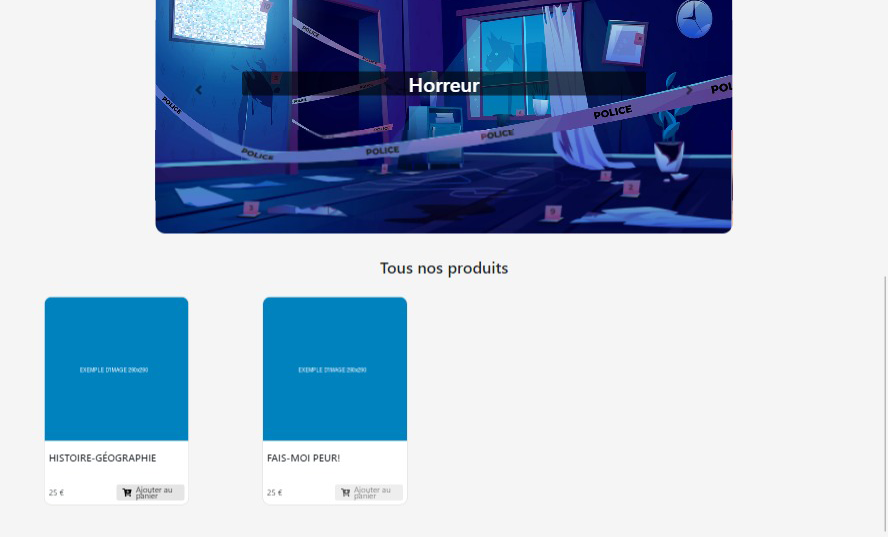 POLICE
Horreur
POLICE
POLICE
POL
POLICE
POLICE
POLICE
Tous nos produits
EXEMPLE D'IMAGE 290x290
EXEMPLE D'IMAGE 290x290
HISTOIRE-GÉOGRAPHIE
FAIS-MOI PEUR!
25 €
Ajouter au
panier
25 €
Ajouter au
panier